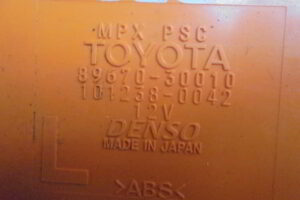 MPX PSC
TOYOTA
89670-30010
101238-0042
12V
DENSO
MADE IN JAPAN
L
>ABS<